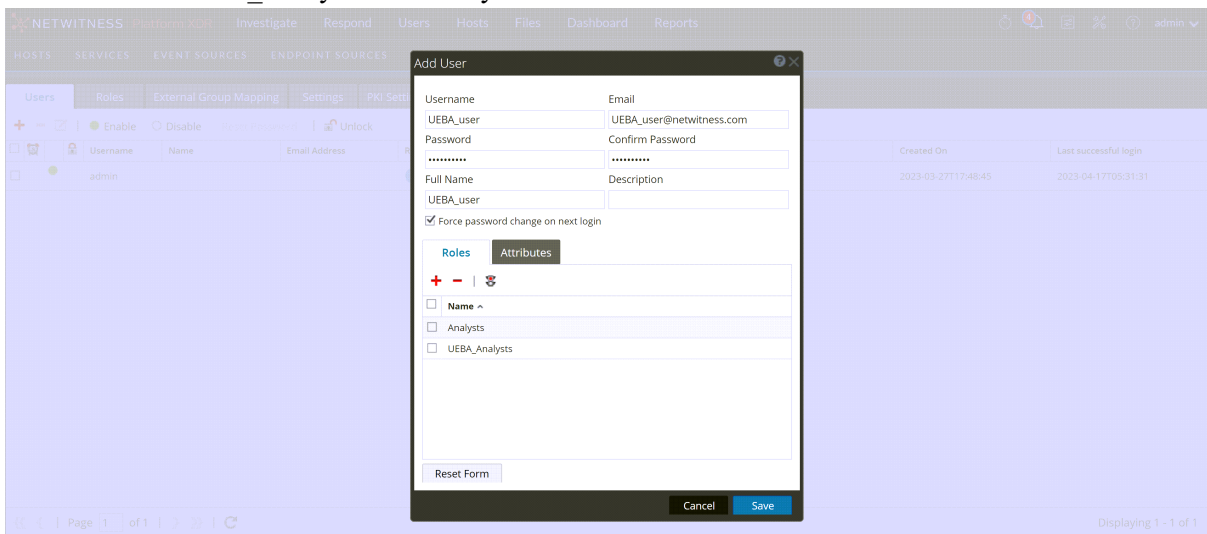 NETWITNESS Platform XDR Investigate Respond Users Hosts Files Dashboard Reports admin
HOSTS SERVICES EVENT SOURCES ENDPOINT SOURCES
Add User
Users Roles External Group Mapping Settings PKI Setti
Username Email
UEBA_user UEBA_user@netwitness.com
Enable Disable Unlock
Password Confirm Password
•••••••••• ••••••••••
Username Name Email Address Created On Last successful login
admin 2023-03-27T17:48:45 2023-04-17T05:31:31
Full Name Description
UEBA_user
Force password change on next login
Roles Attributes
Name
Analysts
UEBA_Analysts
Reset Form
Cancel Save
Page 1 of 1 Displaying 1 - 1 of 1